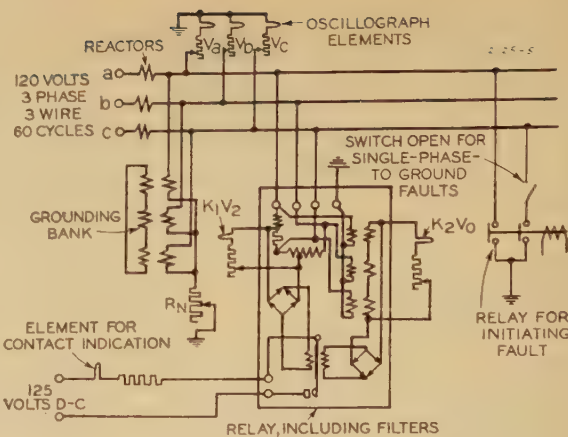 OSCILLOGRAPH
ELEMENTS
REACTORS
Va
Vb
Vc
a
b
c
120 VOLTS
3 PHASE
3 WIRE
60 CYCLES
SWITCH OPEN FOR
SINGLE-PHASE-
TO GROUND
FAULTS
GROUNDING
BANK
K1V2
K2V0
RN
ELEMENT FOR
CONTACT INDICATION
RELAY FOR
INITIATING
FAULT
125
VOLTS D-C
RELAY, INCLUDING FILTERS